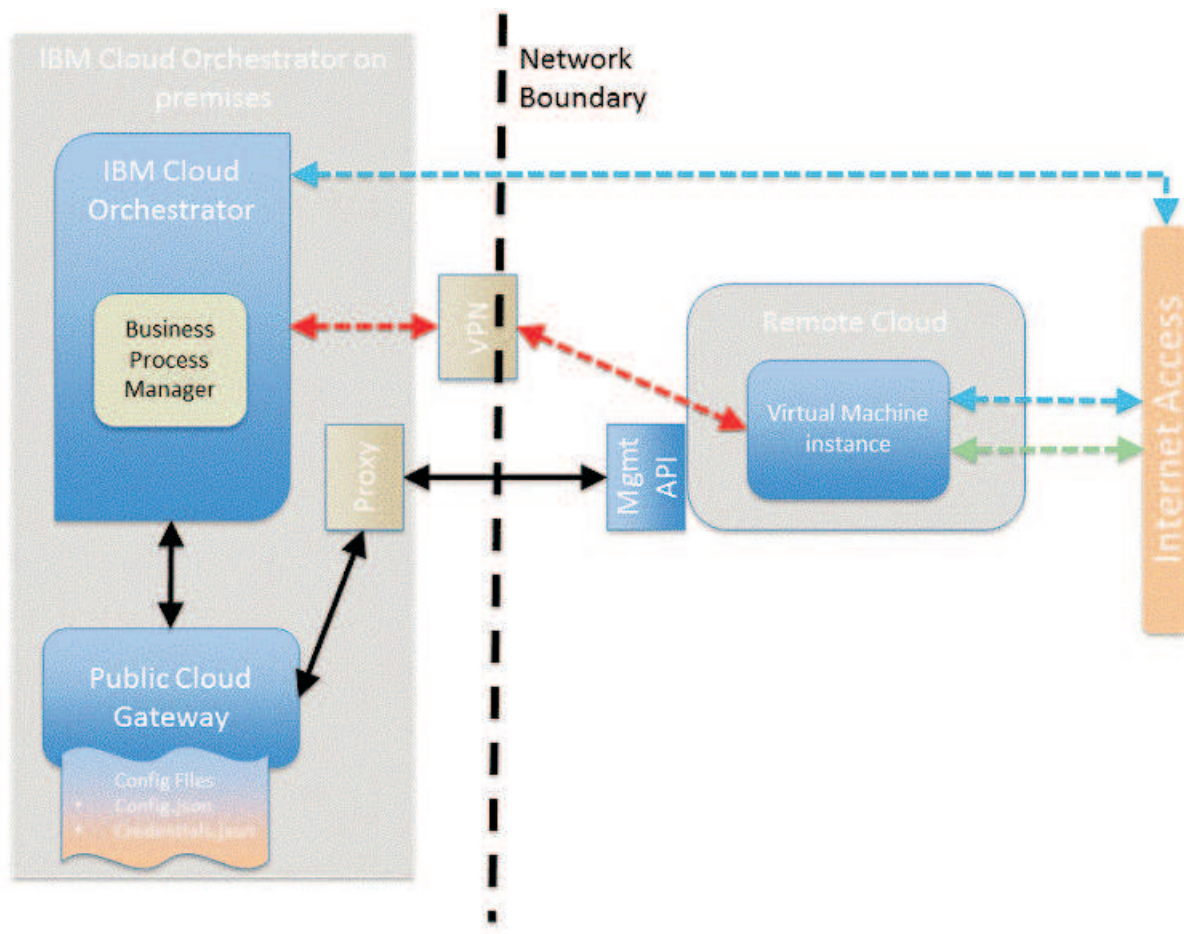 IBM Cloud Orchestrator on
premises
Network
Boundary
IBM Cloud
Orchestrator
Business
Process
Manager
VPN
Proxy
Mgmt
API
Remote Cloud
Virtual Machine
instance
Internet Access
Public Cloud
Gateway
Config Files
• Config.json
• Credentials.json